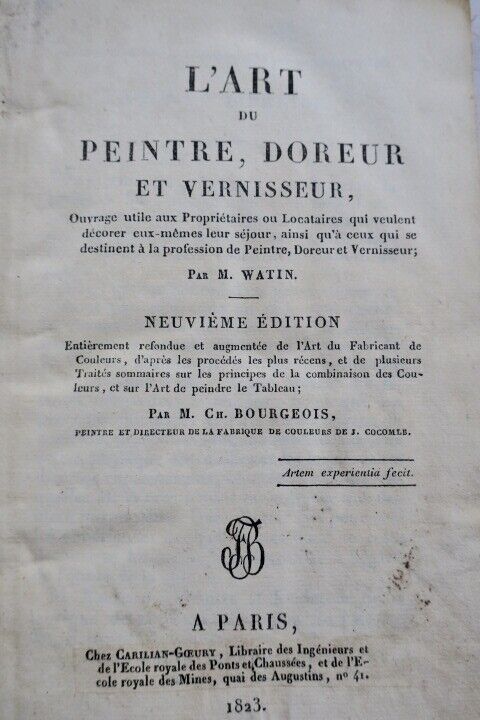 L'ART
DU
PEINTRE, DOREUR
ET VERNISSEUR,
Ouvrage utile aux Propriétaires ou Locataires qui veulent
décorer eux-mêmes leur séjour, ainsi qu'à ceux qui se
destinent à la profession de Peintre, Doreur et Vernisseur;
PAR M. WATIN.
NEUVIÈME ÉDITION
Entièrement refondue et augmentée de l'Art du Fabricant de
Couleurs, d'après les procédés les plus récens, et de plusieurs
Traités sommaires sur les principes de la combinaison des Cou-
leurs, et sur l'Art de peindre le Tableau;
PAR M. CH. BOURGEOIS,
PEINTRE ET DIRECTEUR DE LA FABRIQUE DE COULEURS DE J. COCOMLE.
Artem experientia fecit.
A PARIS,
Chez CARILIAN-GOEURY, Libraire des Ingénieurs et
de l'Ecole royale des Ponts et Chaussées, et de l'E-
cole royale des Mines, quai des Augustins, nº 41.
1823.